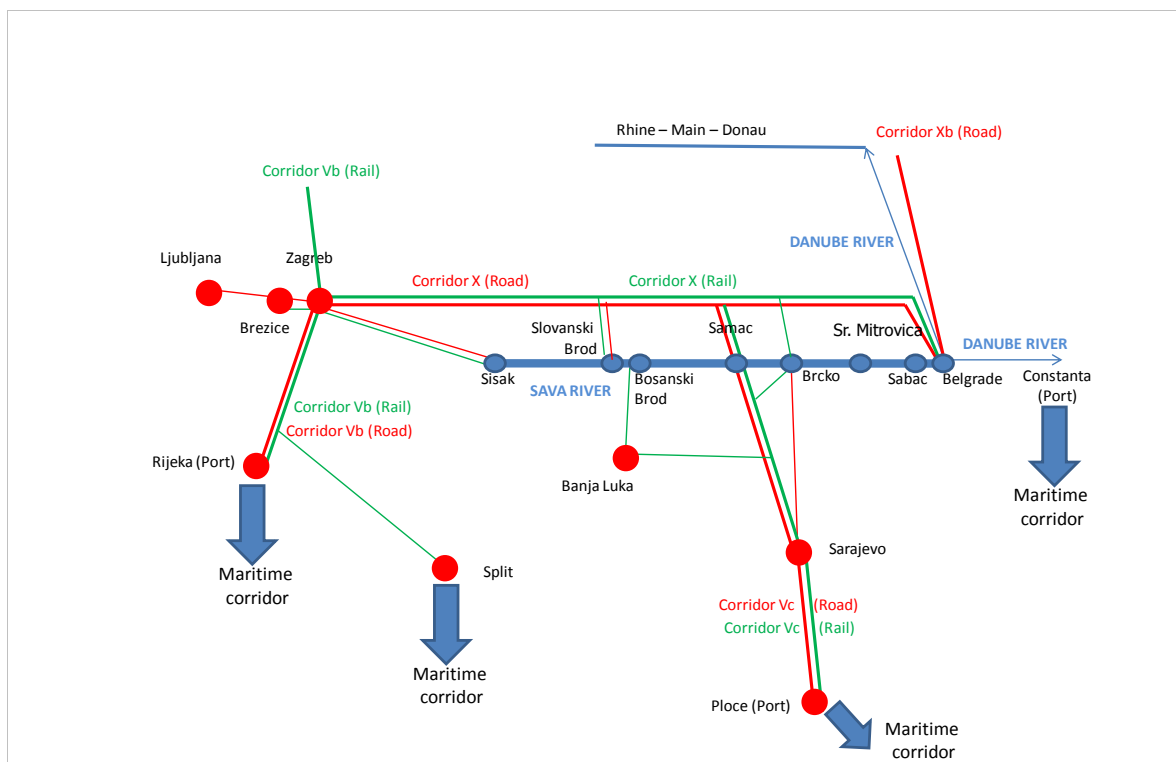 Rhine – Main – Donau
Corridor Xb (Road)
Corridor Vb (Rail)
DANUBE RIVER
Ljubljana
Zagreb
Corridor X (Road)
Corridor X (Rail)
Brezice
Slovanski
Brod
Samac
Sr. Mitrovica
DANUBE RIVER
Sisak
SAVA RIVER
Bosanski
Brod
Brcko
Sabac
Belgrade
Constanta
(Port)
Corridor Vb (Rail)
Corridor Vb (Road)
Rijeka (Port)
Banja Luka
Maritime
corridor
Sarajevo
Split
Maritime
corridor
Corridor Vc (Road)
Corridor Vc (Rail)
Maritime
corridor
Ploce (Port)
Maritime
corridor